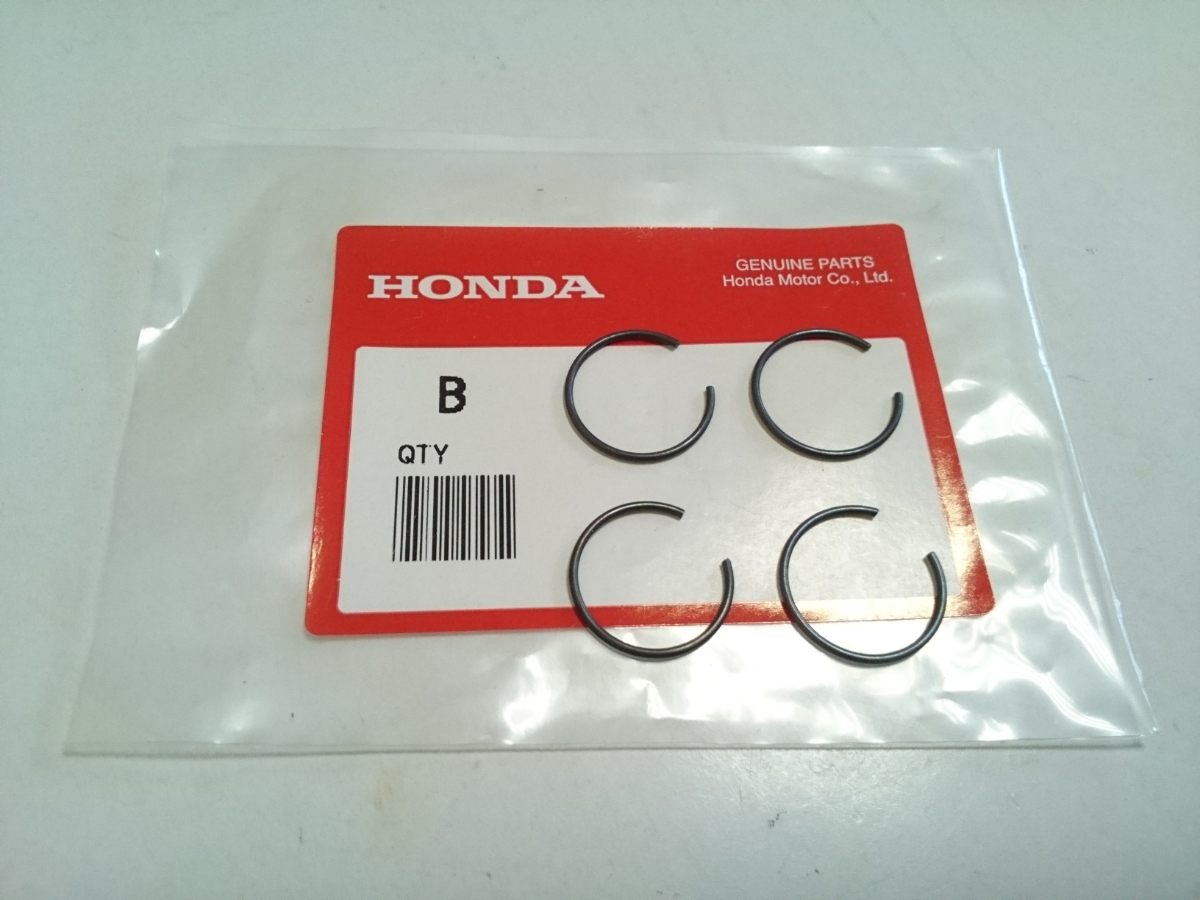 HONDA
GENUINE PARTS
Honda Motor Co., Ltd.
B
QTY